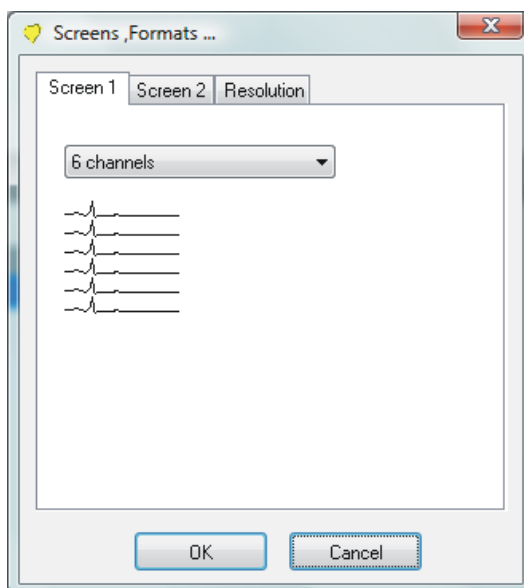 Screens ,Formats ...
Screen 1 Screen 2 Resolution
6 channels
OK Cancel